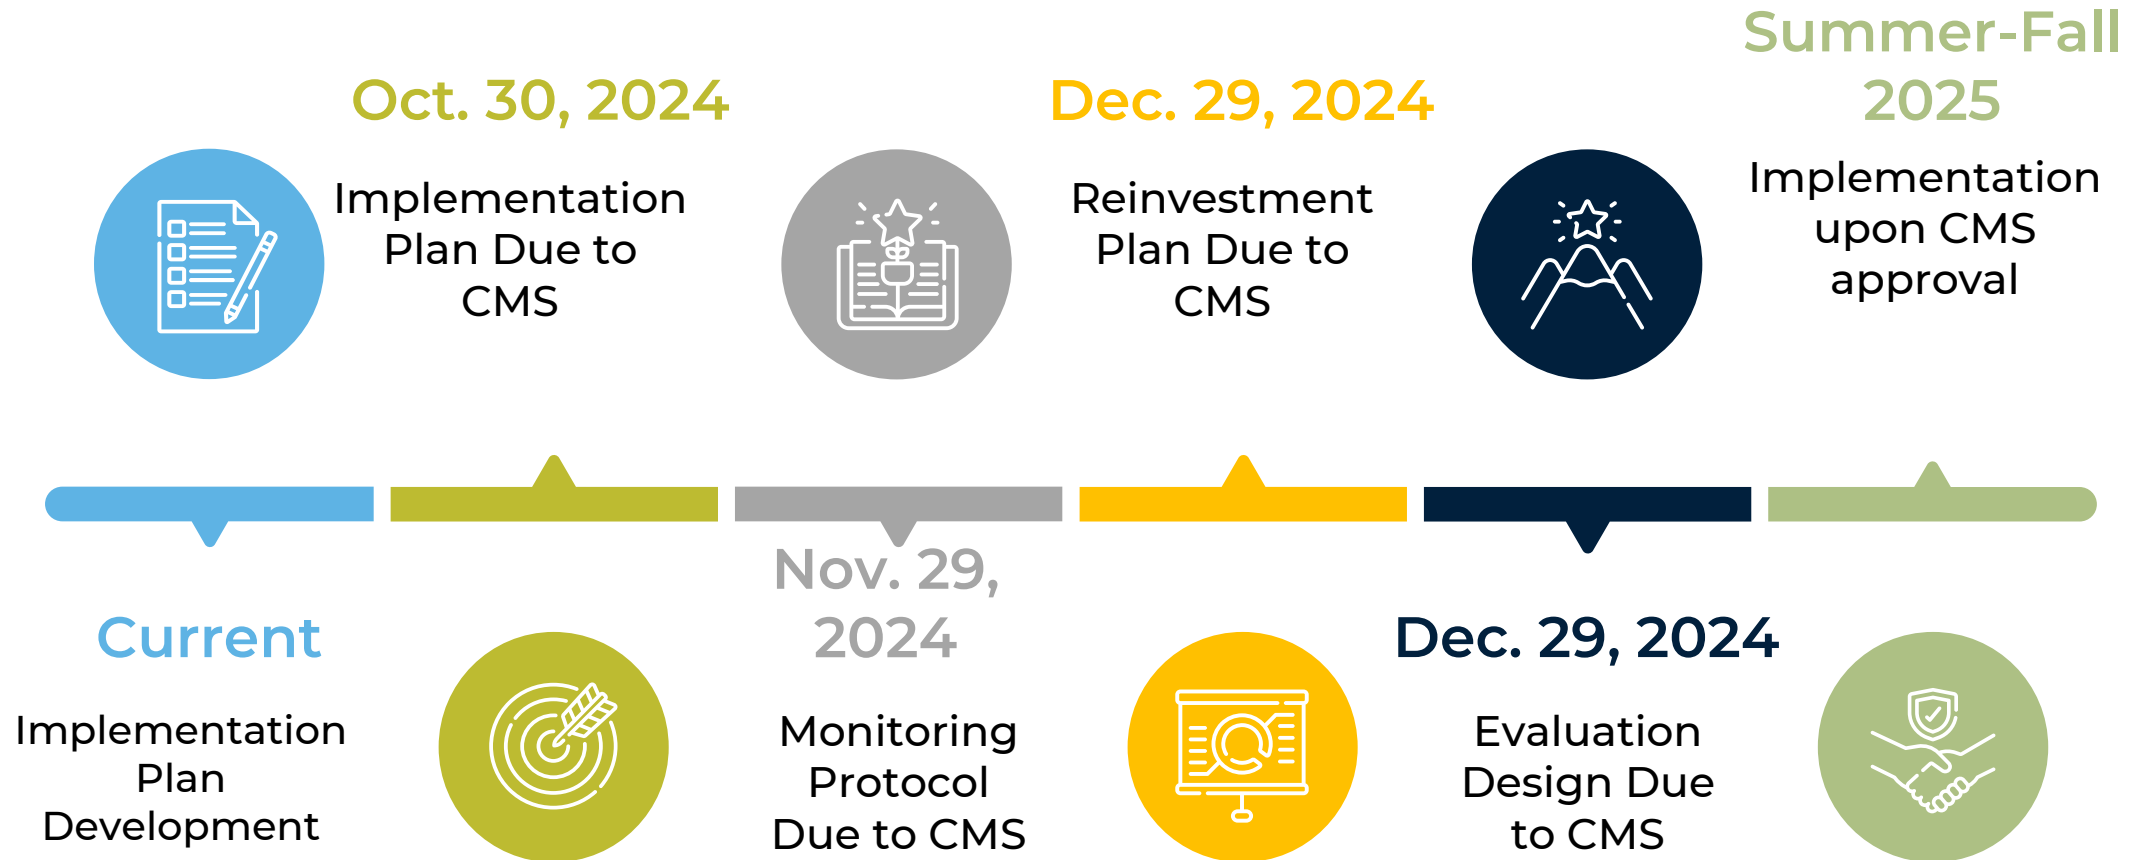 Current
Implementation
Plan
Development
Oct. 30, 2024
Implementation
Plan Due to
CMS
Nov. 29,
2024
Monitoring
Protocol
Due to CMS
Dec. 29, 2024
Reinvestment
Plan Due to
CMS
Dec. 29, 2024
Evaluation
Design Due
to CMS
Summer-Fall
2025
Implementation
upon CMS
approval